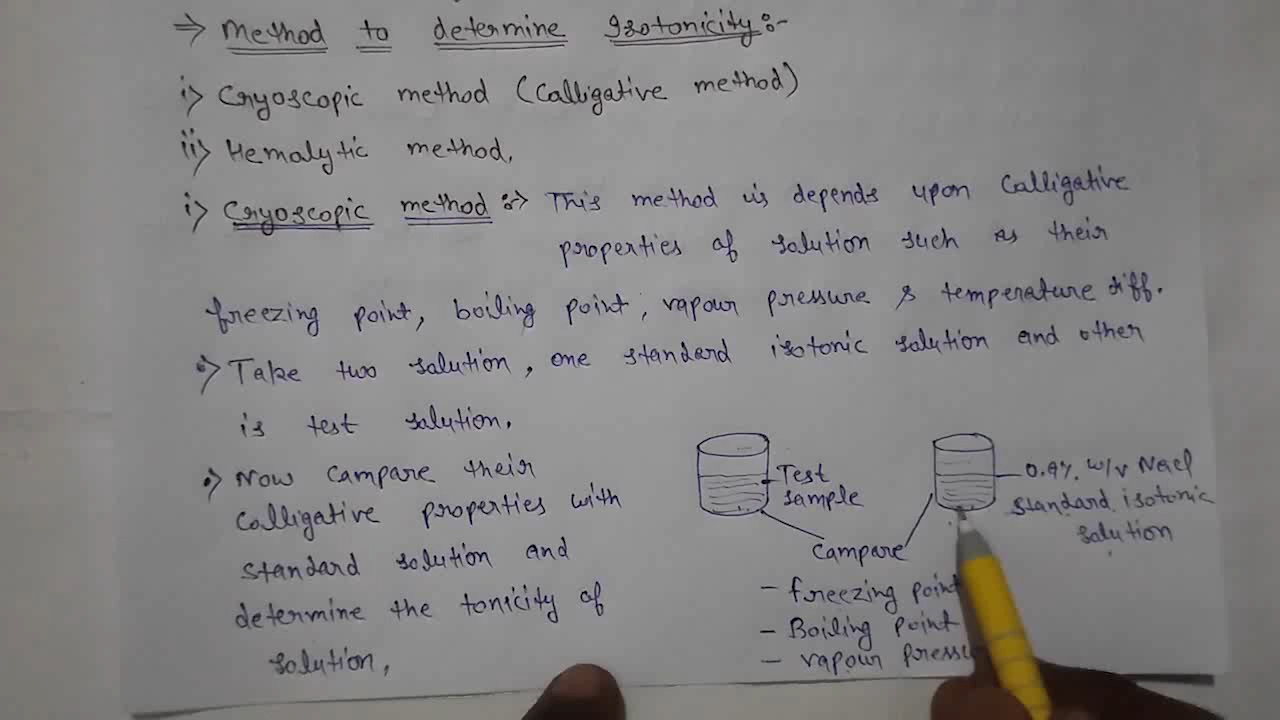 ⇒ Method to determine Isotonicity:-
i) Cryoscopic method (Calligative method)
ii) Hemalytic method.
i) Cryoscopic method :→ This method is depends upon Calligative
properties of solution such as their
freezing point, boiling point, vapour pressure & temperature diff.
•) Take two solution, one standard isotonic solution and other
is test solution.
•) Now campare their
Calligative properties with
standard solution and
determine the tonicity of
solution,
Test
Sample
0.9% w/v Nacl
standard isotonic
solution
Campare
- freezing point
- Boiling point
- vapour press